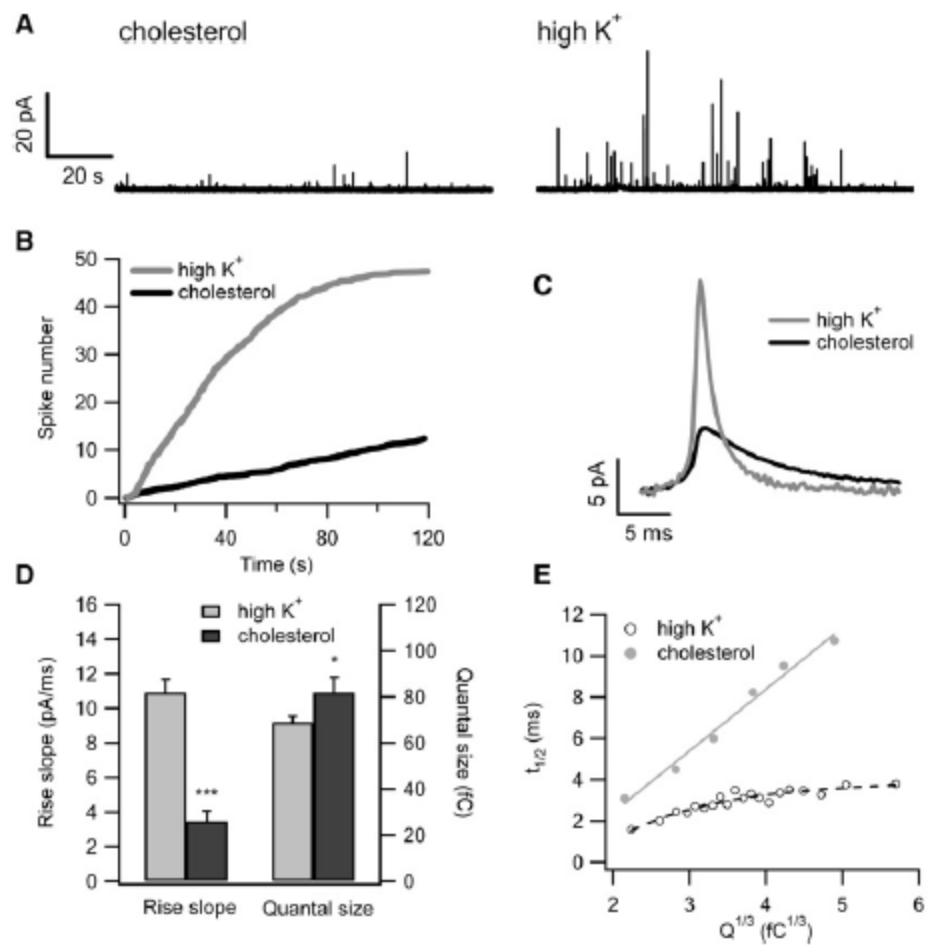 A
cholesterol
high K+
20 pA
20 s
B
50
40
30
20
10
0
Spike number
high K+
cholesterol
0
40
80
120
Time (s)
C
high K+
cholesterol
5 pA
5 ms
D
16
14
12
10
8
6
4
2
0
Rise slope (pA/ms)
high K+
cholesterol
***
*
120
100
80
60
40
20
0
Quantal size (fC)
Rise slope
Quantal size
E
12
10
8
6
4
2
0
t1/2 (ms)
high K+
cholesterol
2
3
4
5
6
Q1/3 (fC1/3)